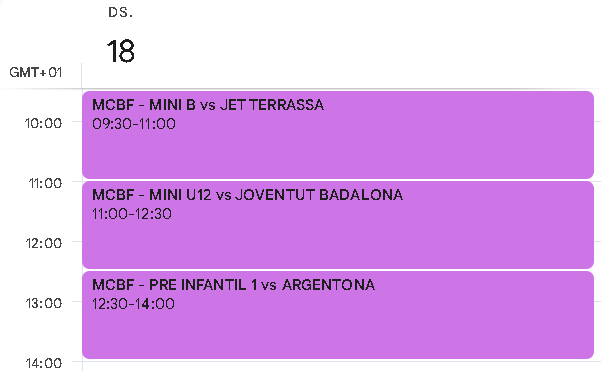 DS.
18
GMT+01
MCBF - MINI B vs JET TERRASSA
09:30-11:00
10:00
11:00
MCBF - MINI U12 vs JOVENTUT BADALONA
11:00-12:30
12:00
MCBF - PRE INFANTIL 1 vs ARGENTONA
12:30-14:00
13:00
14:00